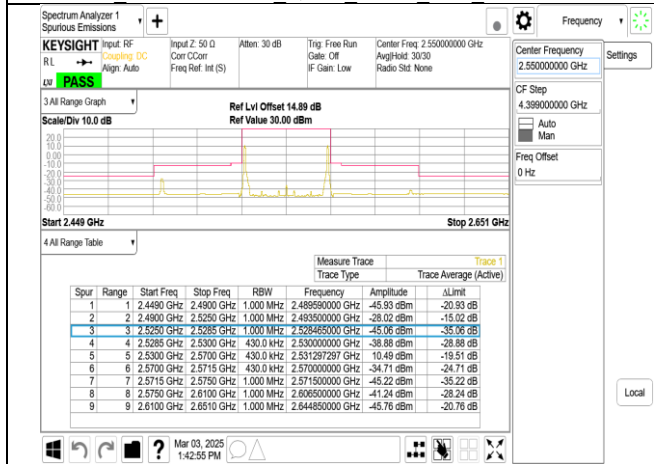 Spectrum Analyzer 1
Spurious Emissions
Frequency
KEYSIGHT
RL
LXI
PASS
Input: RF
Coupling: DC
Align: Auto
Input Z: 50 Ω
Corr CCorr
Freq Ref: Int (S)
Atten: 30 dB
Trig: Free Run
Gate: Off
IF Gain: Low
Center Freq: 2.550000000 GHz
Avg|Hold: 30/30
Radio Std: None
Center Frequency
2.550000000 GHz
Settings
CF Step
4.399000000 GHz
Auto
Man
Freq Offset
0 Hz
3 All Range Graph
Scale/Div 10.0 dB
Ref Lvl Offset 14.89 dB
Ref Value 30.00 dBm
20.0
10.0
0.00
-10.0
-20.0
-30.0
-40.0
-50.0
-60.0
Start 2.449 GHz
Stop 2.651 GHz
4 All Range Table
Measure Trace Trace 1
Trace Type Trace Average (Active)
Spur Range Start Freq Stop Freq RBW Frequency Amplitude ΔLimit
1 1 2.4490 GHz 2.4900 GHz 1.000 MHz 2.489590000 GHz -45.93 dBm -20.93 dB
2 2 2.4900 GHz 2.5250 GHz 1.000 MHz 2.493500000 GHz -28.02 dBm -15.02 dB
3 3 2.5250 GHz 2.5285 GHz 1.000 MHz 2.528465000 GHz -45.06 dBm -35.06 dB
4 4 2.5285 GHz 2.5300 GHz 430.0 kHz 2.530000000 GHz -38.88 dBm -28.88 dB
5 5 2.5300 GHz 2.5700 GHz 430.0 kHz 2.531297297 GHz 10.49 dBm -19.51 dB
6 6 2.5700 GHz 2.5715 GHz 430.0 kHz 2.570000000 GHz -34.71 dBm -24.71 dB
7 7 2.5715 GHz 2.5750 GHz 1.000 MHz 2.571500000 GHz -45.22 dBm -35.22 dB
8 8 2.5750 GHz 2.6100 GHz 1.000 MHz 2.606500000 GHz -41.24 dBm -28.24 dB
9 9 2.6100 GHz 2.6510 GHz 1.000 MHz 2.644850000 GHz -45.76 dBm -20.76 dB
Local
?
Mar 03, 2025
1:42:55 PM